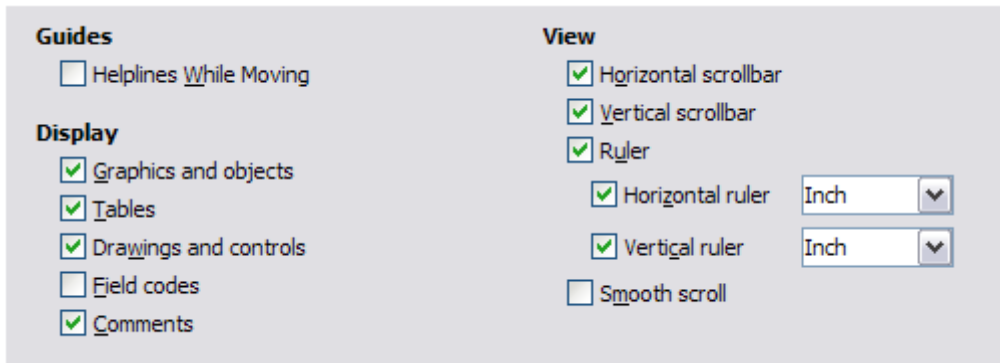 Guides
Helplines While Moving
Display
Graphics and objects
Tables
Drawings and controls
Field codes
Comments
View
Horizontal scrollbar
Vertical scrollbar
Ruler
Horizontal ruler Inch
Vertical ruler Inch
Smooth scroll